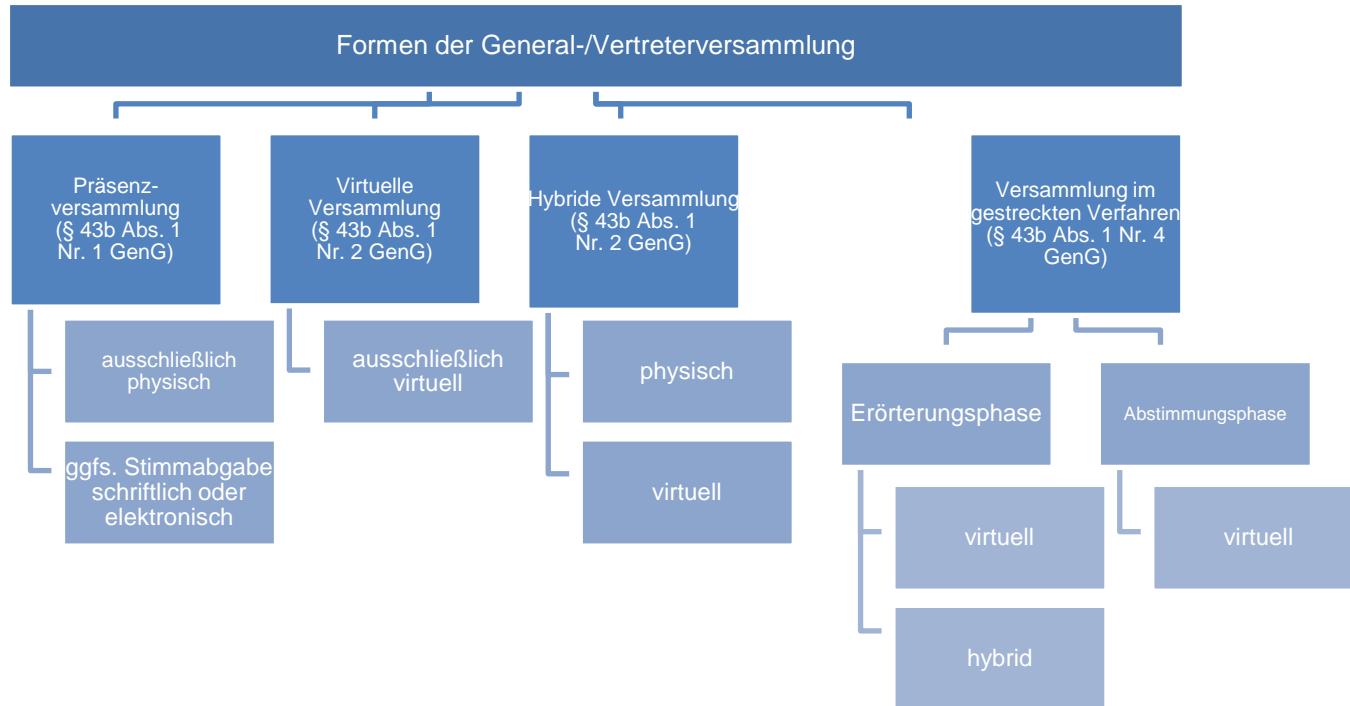 Formen der General-/Vertreterversammlung
Präsenz-
versammlung
(§ 43b Abs. 1
Nr. 1 GenG)
Virtuelle
Versammlung
(§ 43b Abs. 1
Nr. 2 GenG)
Hybride Versammlung
(§ 43b Abs. 1
Nr. 2 GenG)
Versammlung im
gestreckten Verfahren
(§ 43b Abs. 1 Nr. 4
GenG)
ausschließlich
physisch
ggfs. Stimmabgabe
schriftlich oder
elektronisch
ausschließlich
virtuell
physisch
virtuell
Erörterungsphase
virtuell
hybrid
Abstimmungsphase
virtuell